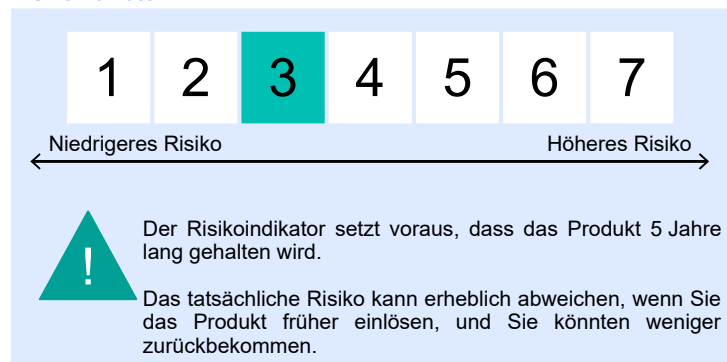 1 2 3 4 5 6 7
Niedrigeres Risiko Höheres Risiko
!
Der Risikoindikator setzt voraus, dass das Produkt 5 Jahre
lang gehalten wird.
Das tatsächliche Risiko kann erheblich abweichen, wenn Sie
das Produkt früher einlösen, und Sie könnten weniger
zurückbekommen.